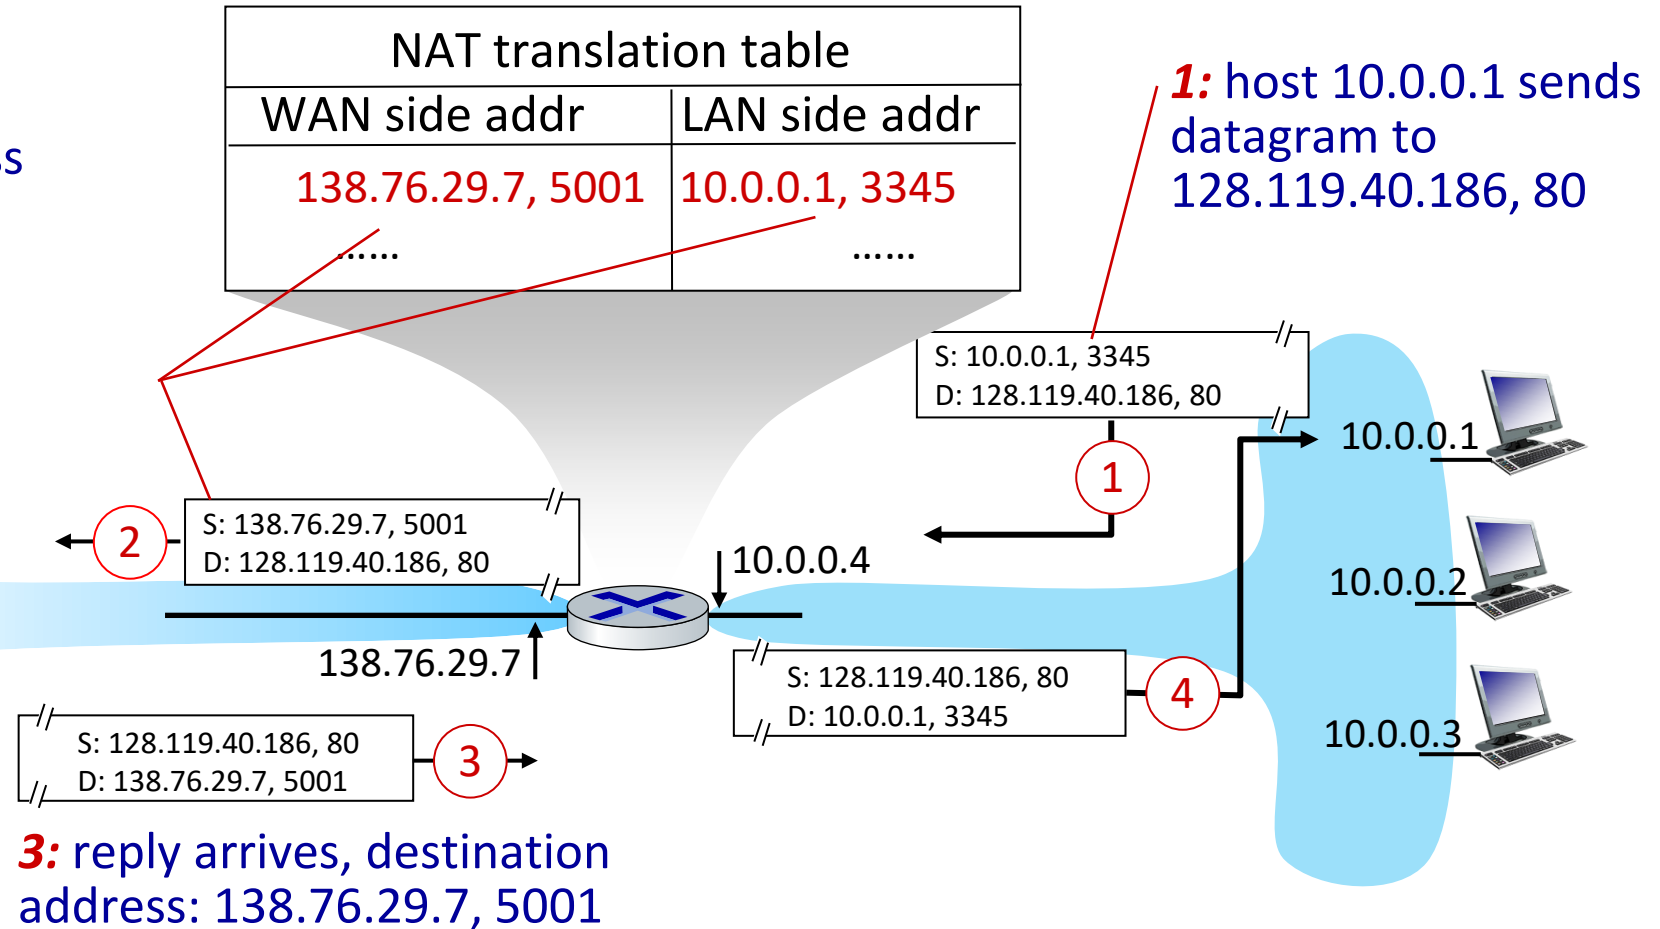 NAT translation table
WAN side addr
LAN side addr
138.76.29.7, 5001
10.0.0.1, 3345
……
……
1: host 10.0.0.1 sends
datagram to
128.119.40.186, 80
S: 10.0.0.1, 3345
D: 128.119.40.186, 80
1
10.0.0.1
2
S: 138.76.29.7, 5001
D: 128.119.40.186, 80
10.0.0.4
10.0.0.2
138.76.29.7
S: 128.119.40.186, 80
D: 10.0.0.1, 3345
4
10.0.0.3
S: 128.119.40.186, 80
D: 138.76.29.7, 5001
3
3: reply arrives, destination
address: 138.76.29.7, 5001